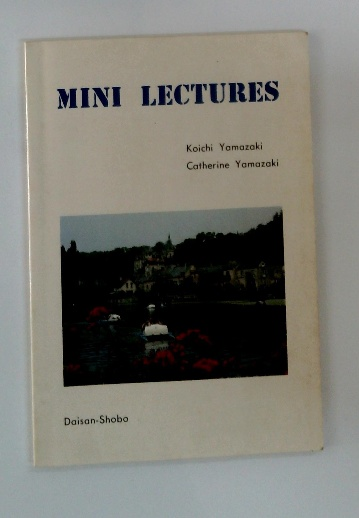 MINI LECTURES
Koichi Yamazaki
Catherine Yamazaki
Daisan-Shobo